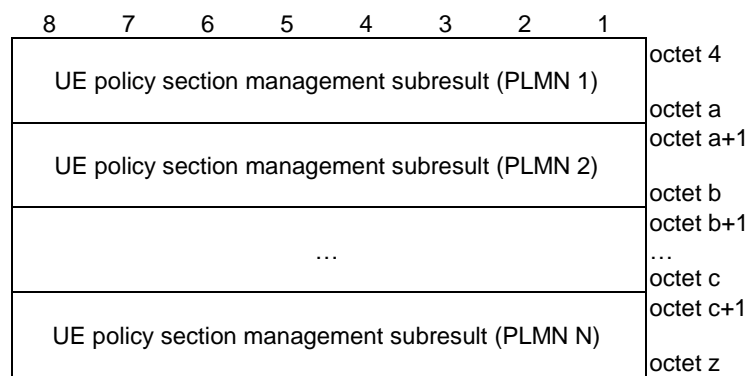 8 7 6 5 4 3 2 1
octet 4
UE policy section management subresult (PLMN 1)
octet a
octet a+1
UE policy section management subresult (PLMN 2)
octet b
octet b+1
… …
octet c
octet c+1
UE policy section management subresult (PLMN N)
octet z